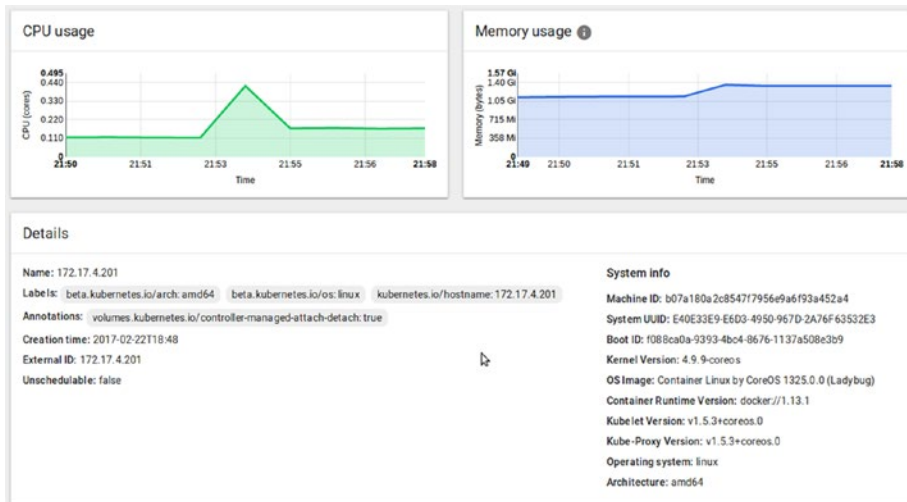 CPU usage
CPU (cores)
0.495
0.440
0.330
0.220
0.110
0
21:50 21:51 21:53 21:55 21:56 21:58
Time
Memory usage
Memory (bytes)
1.57 Gi
1.40 Gi
1.05 Gi
715 Mi
358 Mi
0
21:49 21:50 21:51 21:53 21:55 21:56 21:58
Time
Details
Name: 172.17.4.201
Labels: beta.kubernetes.io/arch: amd64 beta.kubernetes.io/os: linux kubernetes.io/hostname: 172.17.4.201
Annotations: volumes.kubernetes.io/controller-managed-attach-detach: true
Creation time: 2017-02-22T18:48
External ID: 172.17.4.201
Unschedulable: false
System info
Machine ID: b07a180a2c8547f7956e9a6f93a452a4
System UUID: E40E33E9-E6D3-4950-967D-2A76F63532E3
Boot ID: f088ca0a-9393-4bc4-8676-1137a508e3b9
Kernel Version: 4.9.9-coreos
OS Image: Container Linux by CoreOS 1325.0.0 (Ladybug)
Container Runtime Version: docker://1.13.1
Kubelet Version: v1.5.3+coreos.0
Kube-Proxy Version: v1.5.3+coreos.0
Operating system: linux
Architecture: amd64